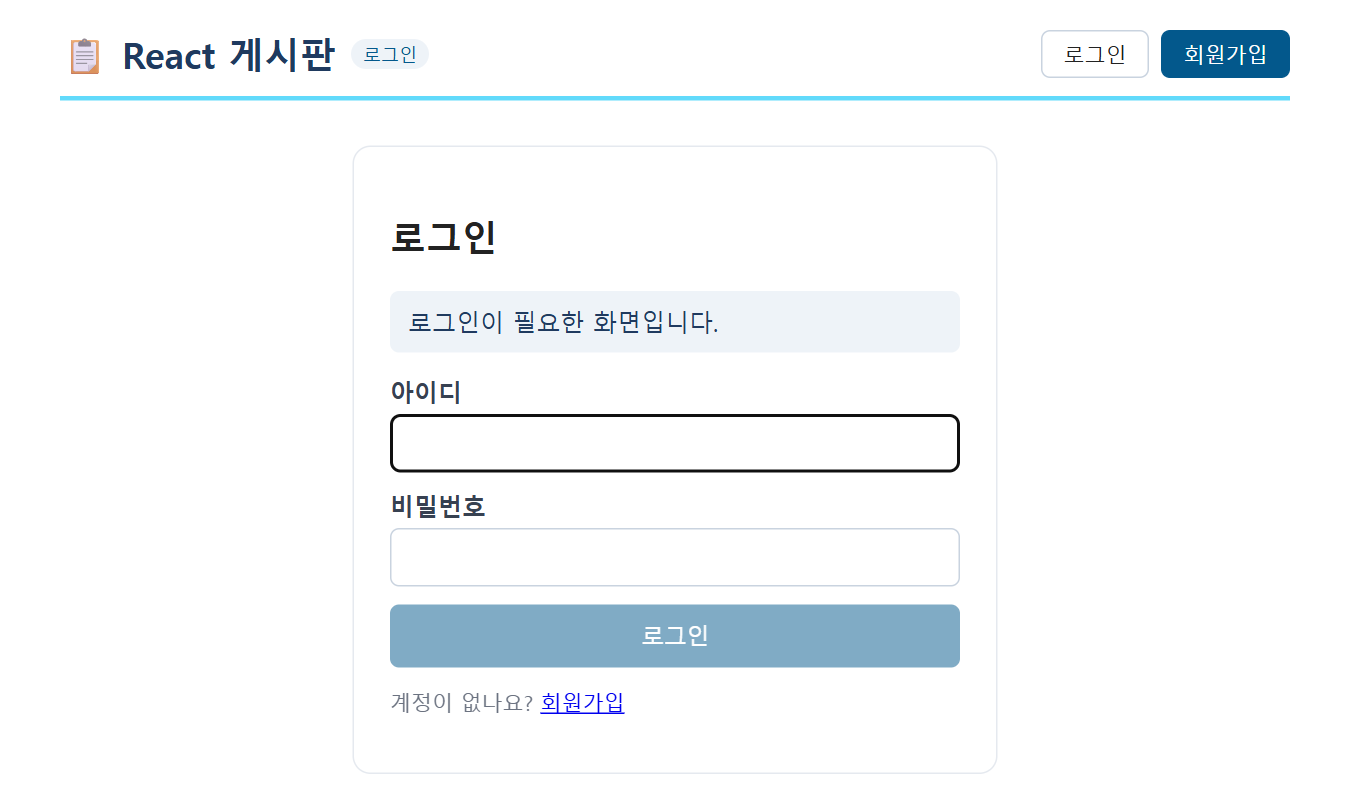 React 게시판 로그인 로그인 회원가입
로그인
로그인이 필요한 화면입니다.
아이디
비밀번호
로그인
계정이 없나요? 회원가입